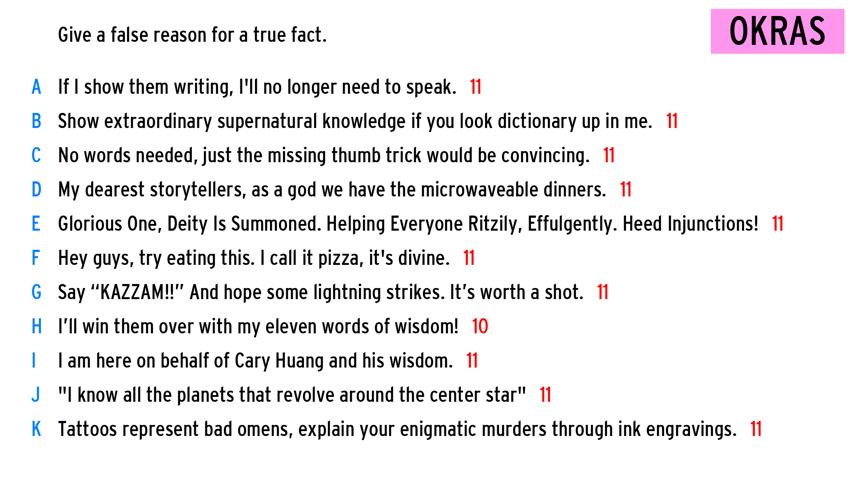 Give a false reason for a true fact.
OKRAS
A If I show them writing, I'll no longer need to speak. 11
B Show extraordinary supernatural knowledge if you look dictionary up in me. 11
C No words needed, just the missing thumb trick would be convincing. 11
D My dearest storytellers, as a god we have the microwaveable dinners. 11
E Glorious One, Deity Is Summoned. Helping Everyone Ritzily, Effulgently. Heed Injunctions! 11
F Hey guys, try eating this. I call it pizza, it's divine. 11
G Say “KAZZAM!!” And hope some lightning strikes. It’s worth a shot. 11
H I’ll win them over with my eleven words of wisdom! 10
I I am here on behalf of Cary Huang and his wisdom. 11
J "I know all the planets that revolve around the center star" 11
K Tattoos represent bad omens, explain your enigmatic murders through ink engravings. 11